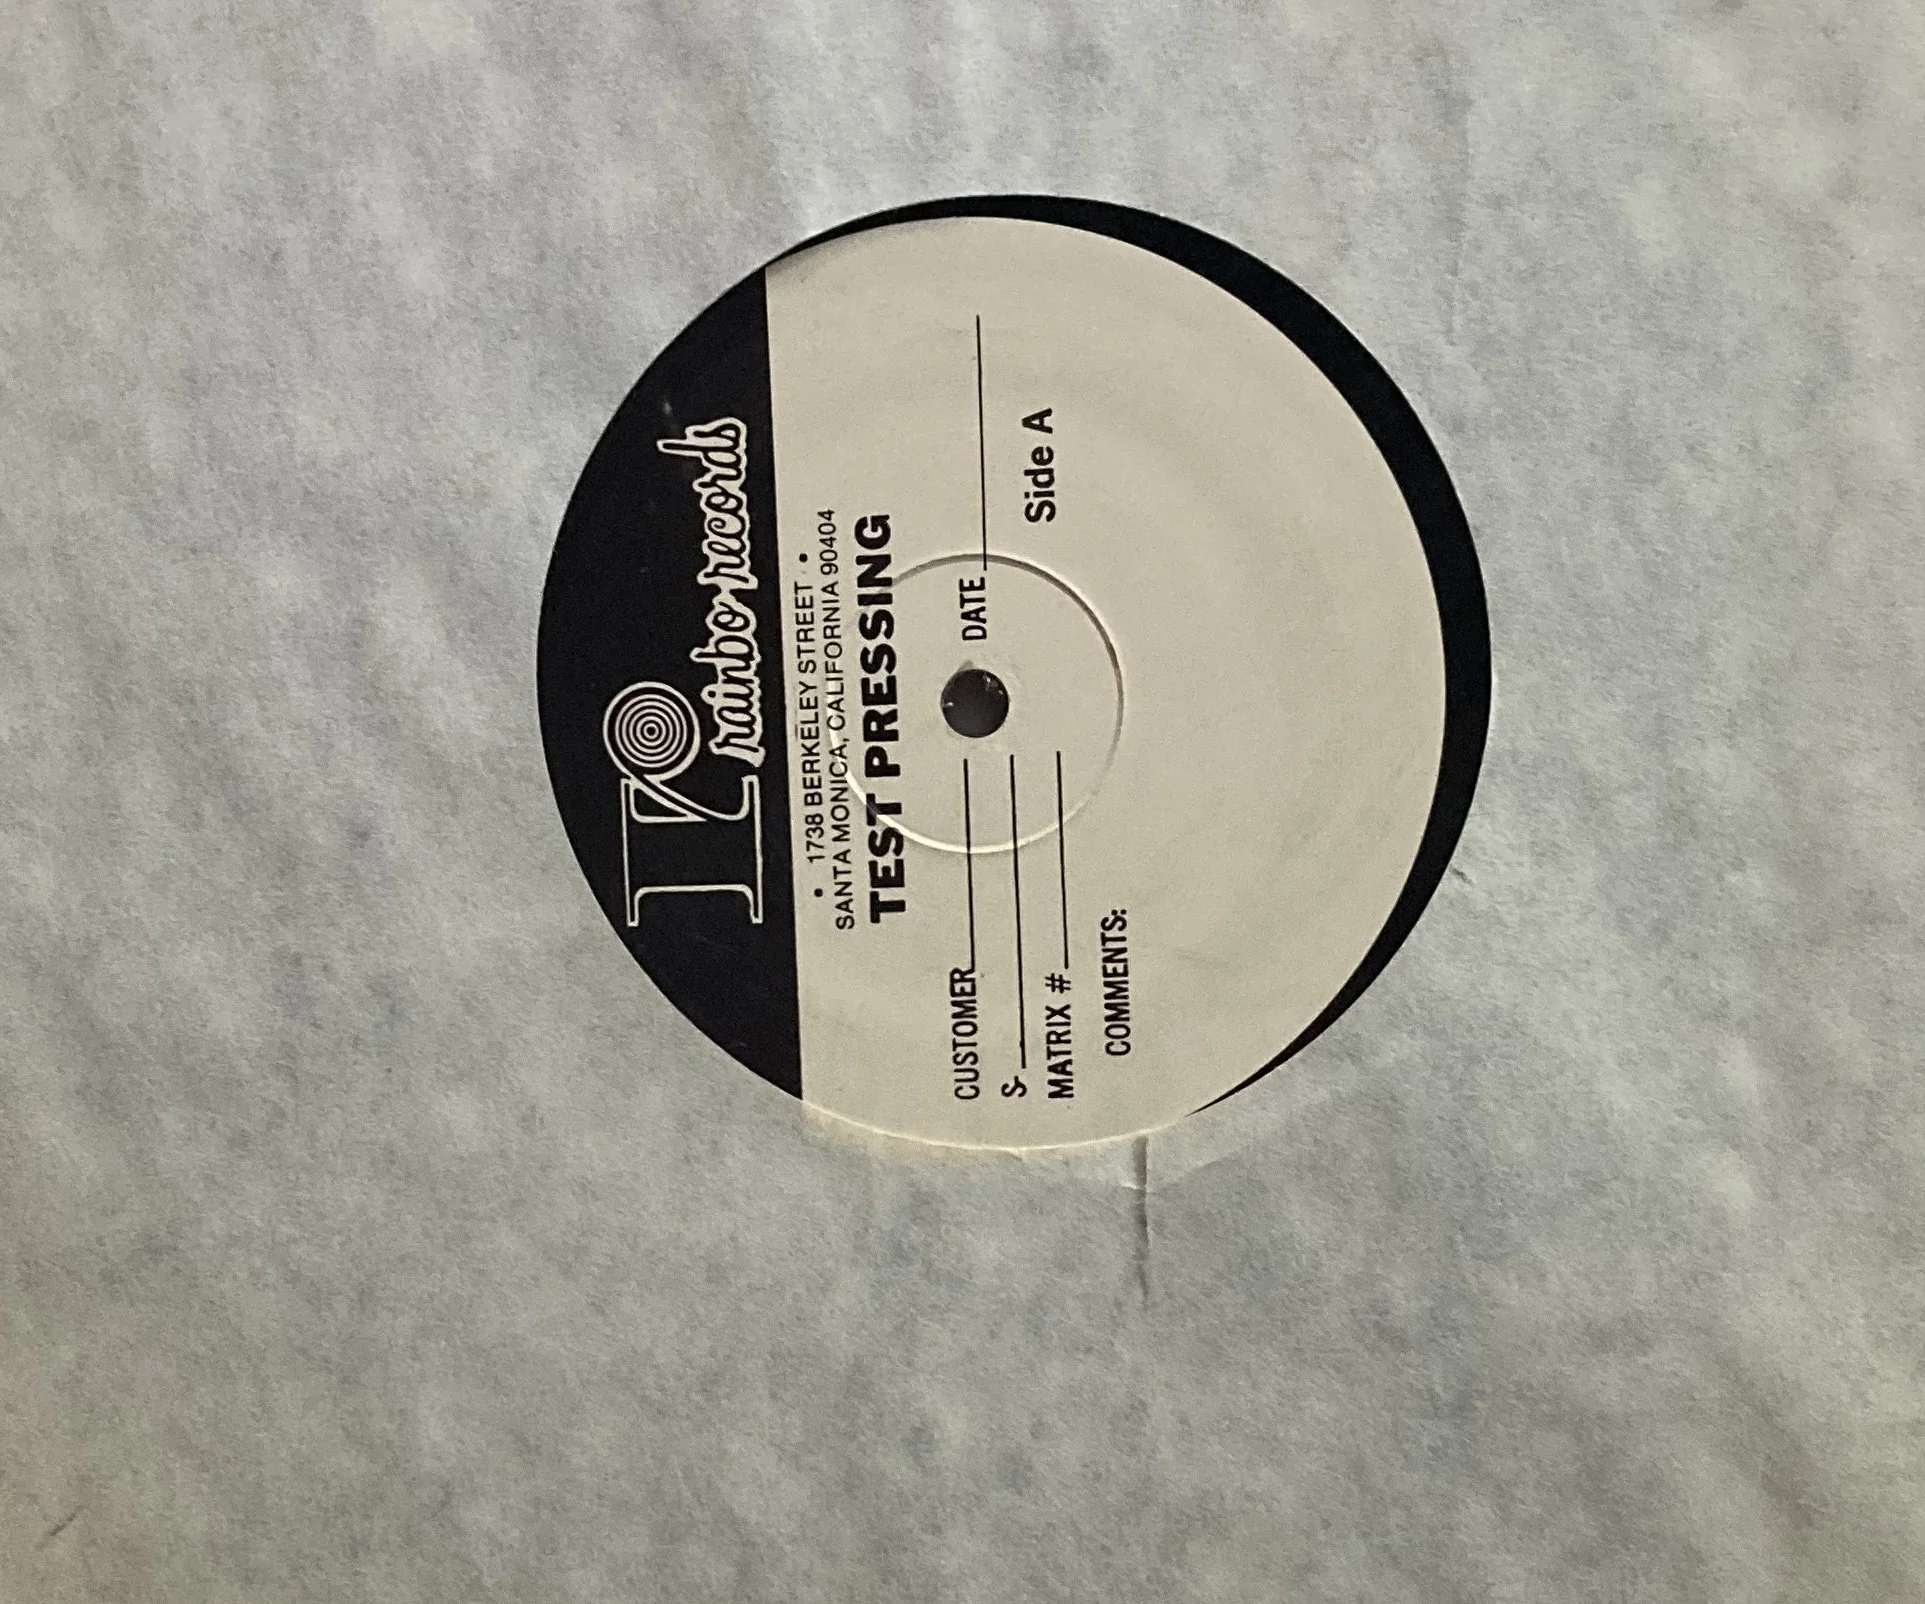 rainbo records
• 1738 BERKELEY STREET •
SANTA MONICA, CALIFORNIA 90404
TEST PRESSING
CUSTOMER DATE
S-
MATRIX # Side A
COMMENTS: